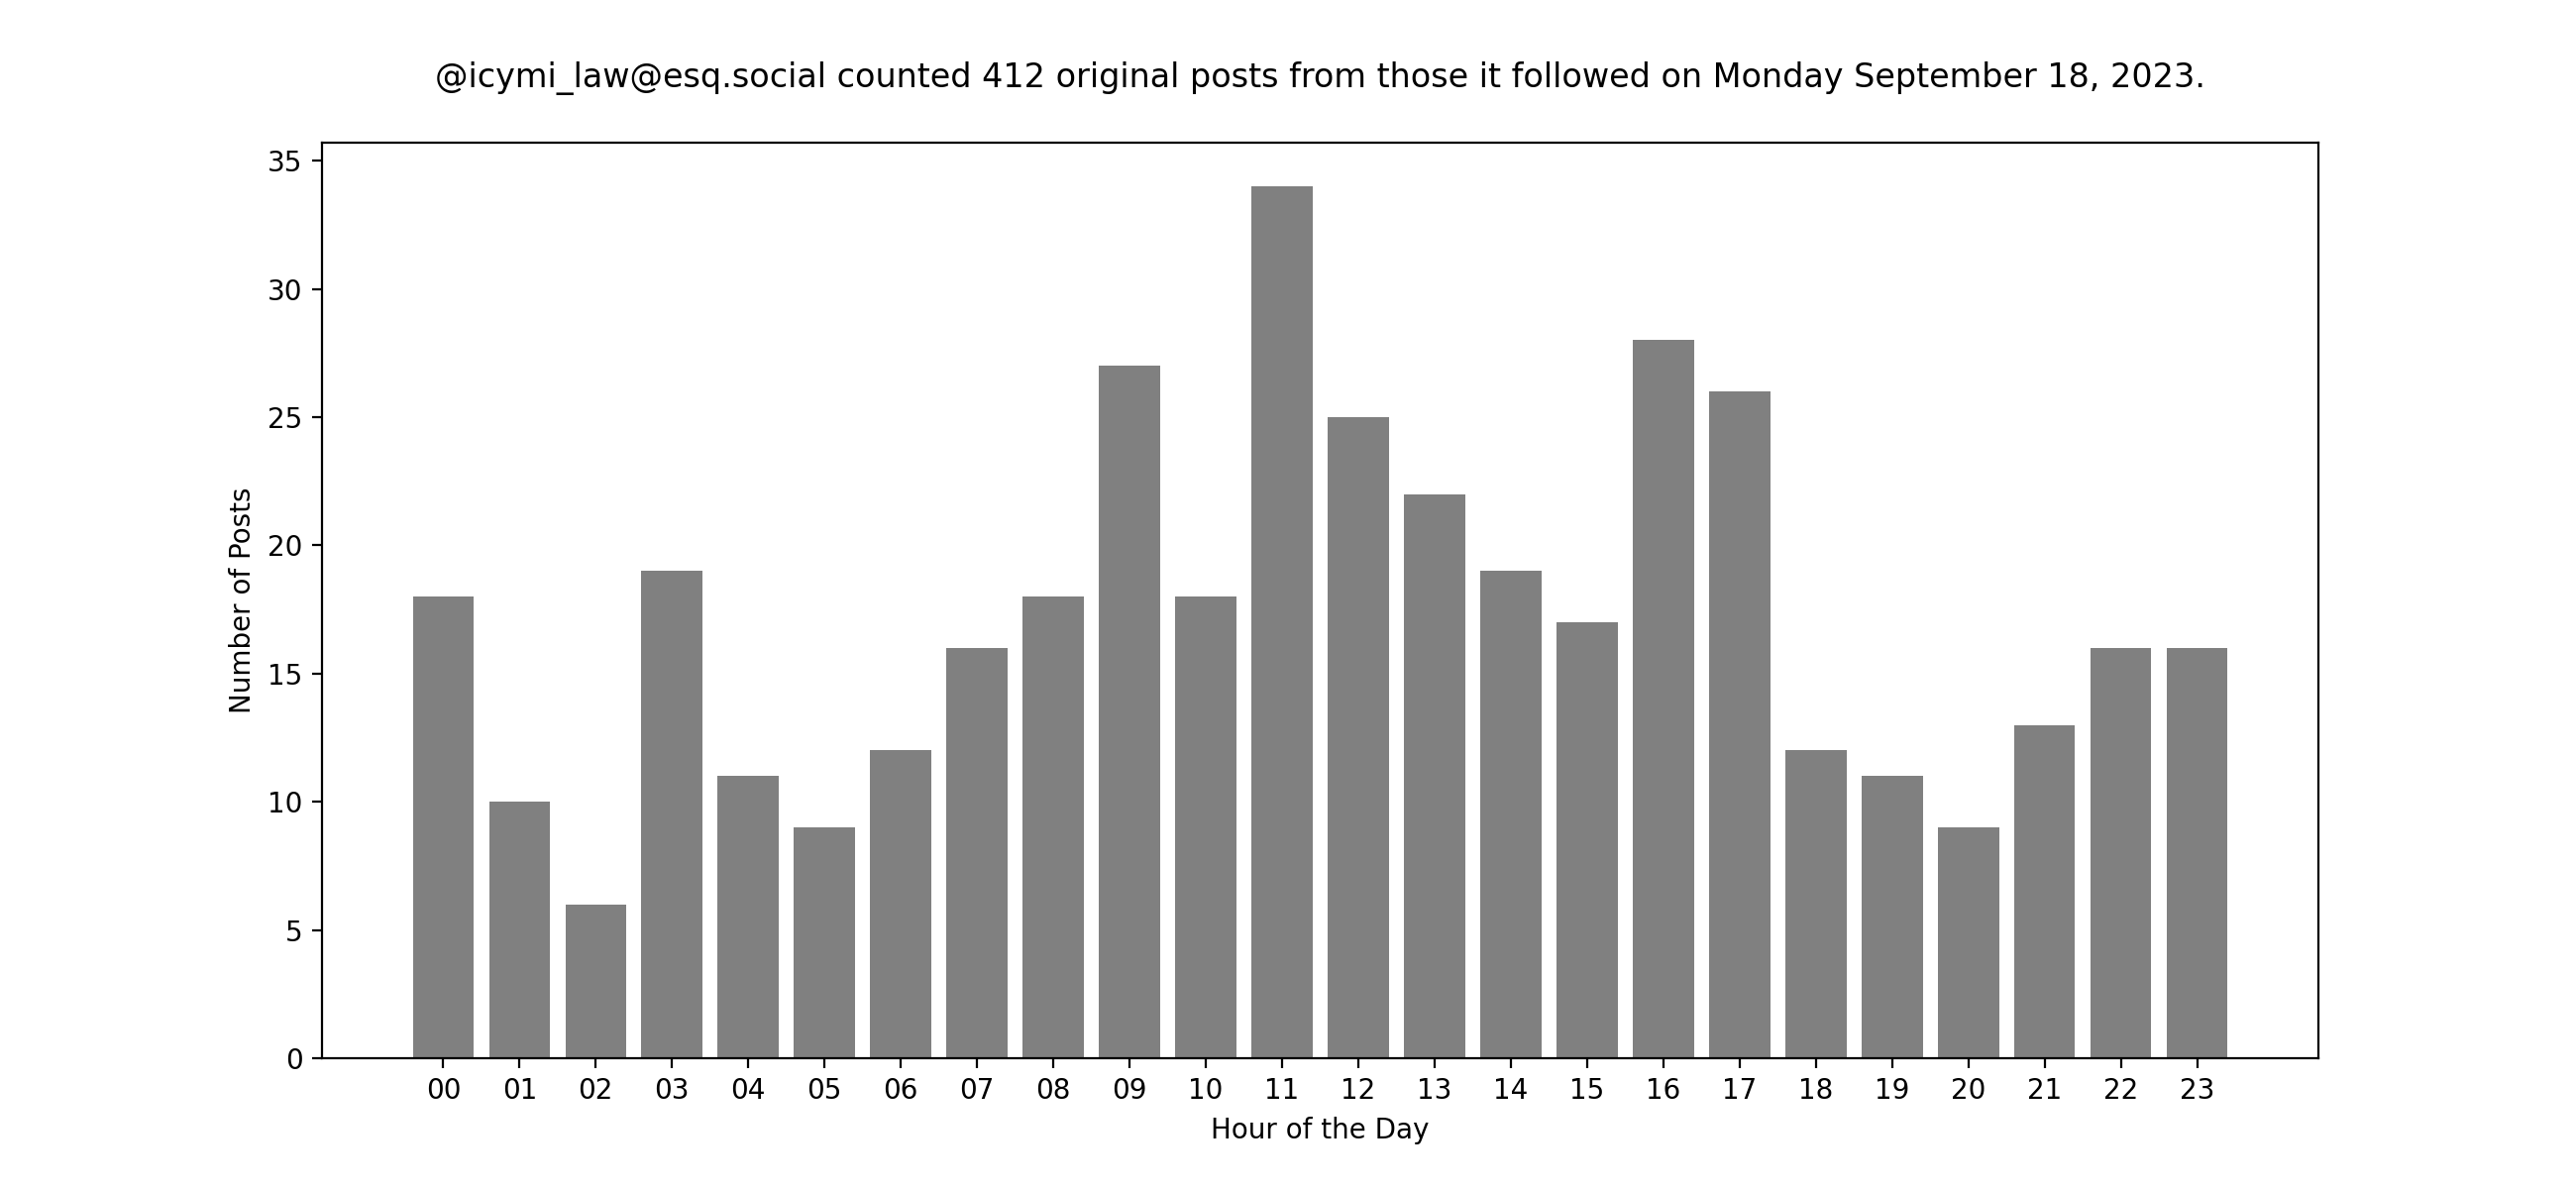 @icymi_law@esq.social counted 412 original posts from those it followed on Monday September 18, 2023.
35
30
25
20
15
10
5
0
Number of Posts
00 01 02 03 04 05 06 07 08 09 10 11 12 13 14 15 16 17 18 19 20 21 22 23
Hour of the Day